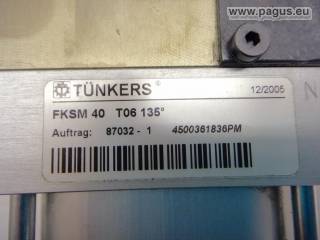 www.pagus.eu
TÜNKERS®
12/2005
FKSM 40 T06 135°
Auftrag: 87032 - 1 4500361836PM
N